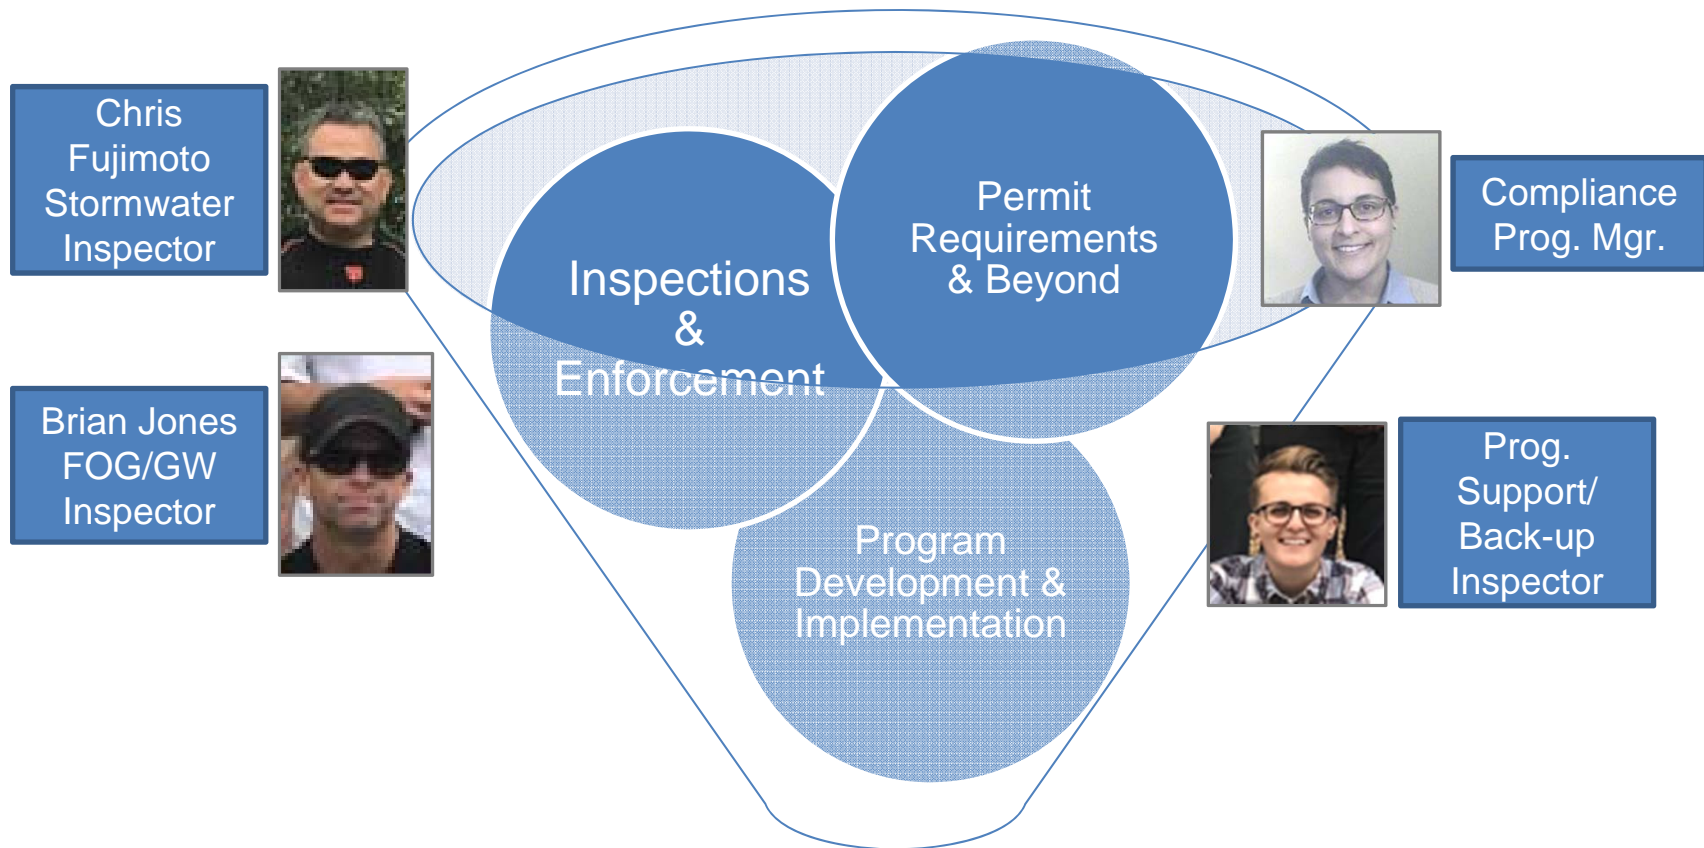 Chris
Fujimoto
Stormwater
Inspector
Brian Jones
FOG/GW
Inspector
Inspections
&
Enforcement
Permit
Requirements
& Beyond
Program
Development &
Implementation
Compliance
Prog. Mgr.
Prog.
Support/
Back-up
Inspector